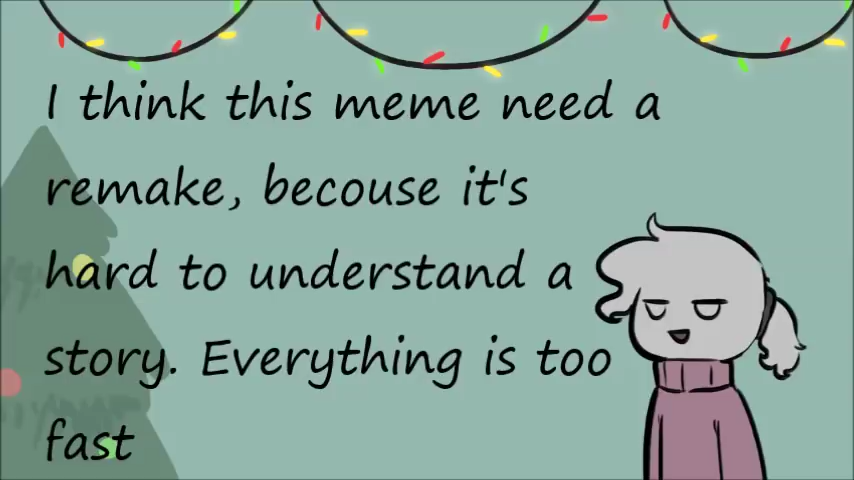 I think this meme need a
remake, becouse it's
hard to understand a
story. Everything is too
fast